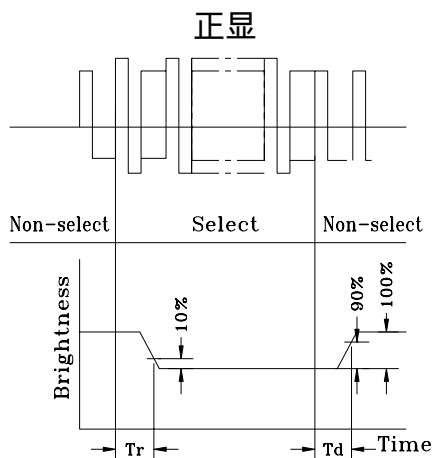 正显
Non-select Select Non-select
Brightness
10%
90%
100%
Tr
Td
Time